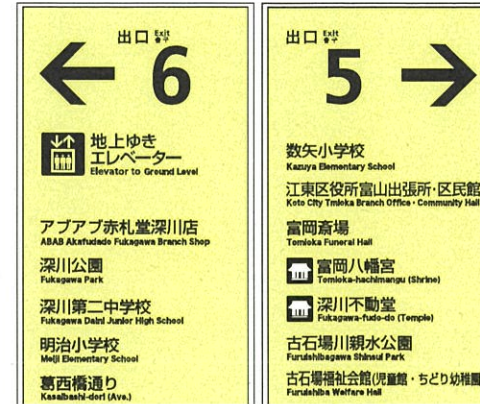 出口 Exit 출구
← 6
地上ゆき
エレベーター
Elevator to Ground Level
アブアブ赤札堂深川店
ABAB Akafudado Fukagawa Branch Shop
深川公園
Fukagawa Park
深川第二中学校
Fukagawa Daini Junior High School
明治小学校
Meiji Elementary School
葛西橋通り
Kasaibashi-dori (Ave.)
出口 Exit 출구
5 →
数矢小学校
Kazuya Elementary School
江東区役所富山出張所・区民館
Koto City Tmioka Branch Office・Community Hall
富岡斎場
Tomioka Funeral Hall
富岡八幡宮
Tomioka-hachimangu (Shrine)
深川不動堂
Fukagawa-fudo-do (Temple)
古石場川親水公園
Furuishibagawa Shinsui Park
古石場福祉会館(児童館・ちどり幼稚園
Furuishiba Welfare Hall